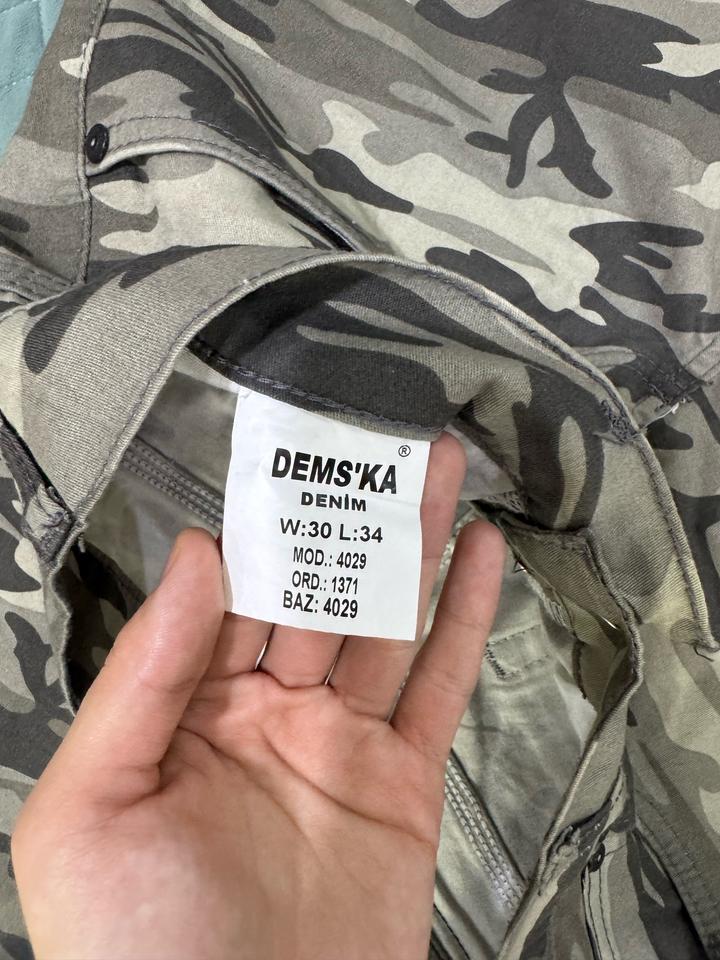 ®
DEMS'KA
DENİM
W:30 L:34
MOD.: 4029
ORD.: 1371
BAZ: 4029